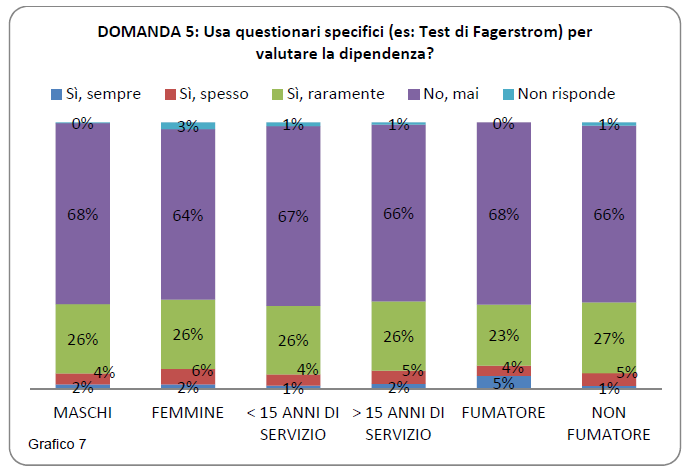 DOMANDA 5: Usa questionari specifici (es: Test di Fagerstrom) per
valutare la dipendenza?
Sì, sempre Sì, spesso Sì, raramente No, mai Non risponde
0% 3% 1% 1% 0% 1%
68% 64% 67% 66% 68% 66%
26% 26% 26% 26% 23% 27%
4% 6% 4% 5% 4% 5%
2% 2% 1% 2% 5% 1%
MASCHI FEMMINE < 15 ANNI DI > 15 ANNI DI FUMATORE NON
SERVIZIO SERVIZIO FUMATORE
Grafico 7